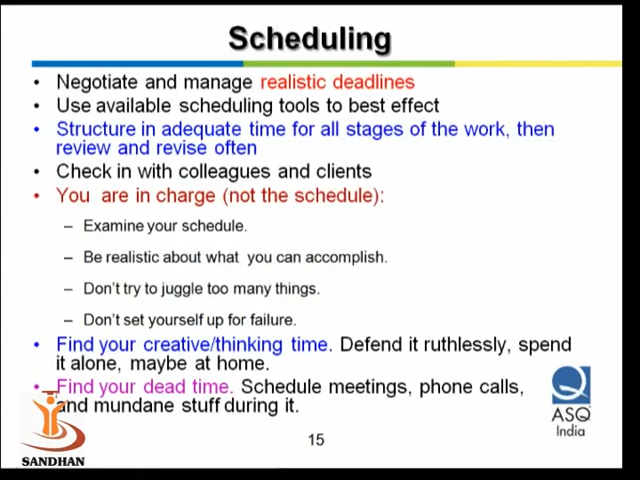 Scheduling
• Negotiate and manage realistic deadlines
• Use available scheduling tools to best effect
• Structure in adequate time for all stages of the work, then
review and revise often
• Check in with colleagues and clients
• You are in charge (not the schedule):
– Examine your schedule.
– Be realistic about what you can accomplish.
– Don't try to juggle too many things.
– Don't set yourself up for failure.
• Find your creative/thinking time. Defend it ruthlessly, spend
it alone, maybe at home.
• Find your dead time. Schedule meetings, phone calls,
and mundane stuff during it.
ASQ
India
15
SANDHAN